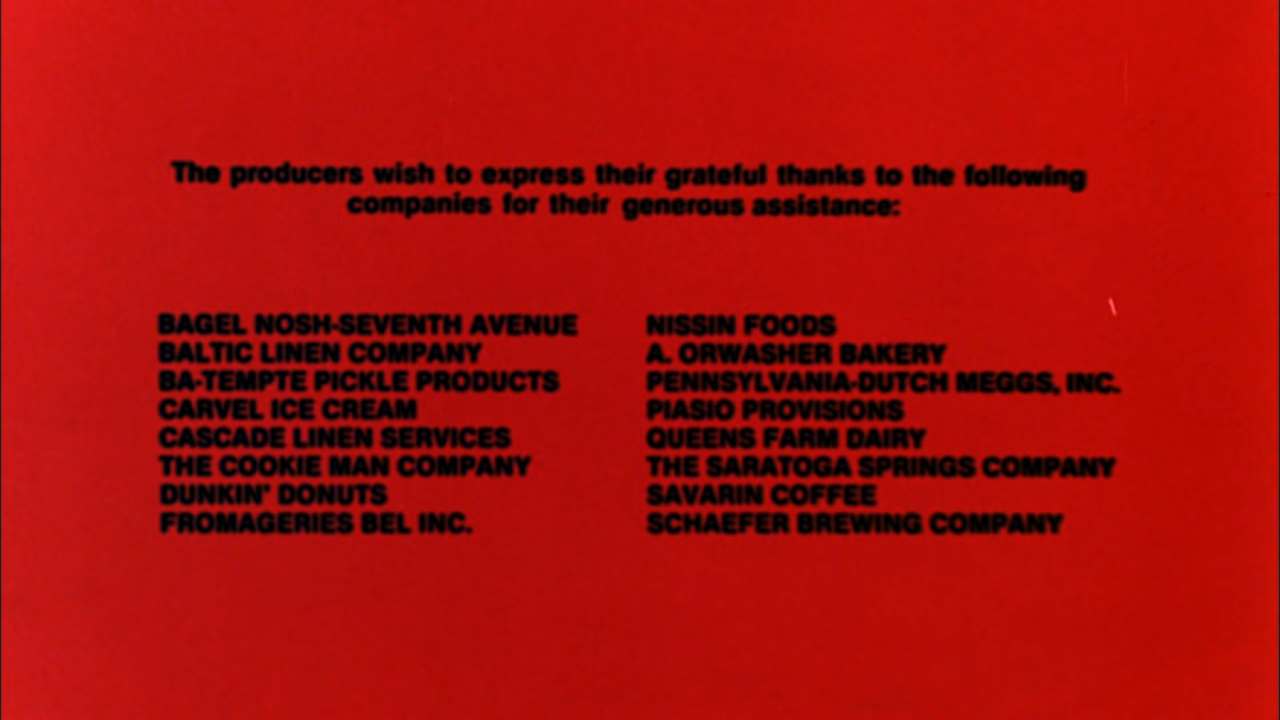 The producers wish to express their grateful thanks to the following
companies for their generous assistance:
BAGEL NOSH-SEVENTH AVENUE
BALTIC LINEN COMPANY
BA-TEMPTE PICKLE PRODUCTS
CARVEL ICE CREAM
CASCADE LINEN SERVICES
THE COOKIE MAN COMPANY
DUNKIN' DONUTS
FROMAGERIES BEL INC.
NISSIN FOODS
A. ORWASHER BAKERY
PENNSYLVANIA-DUTCH MEGGS, INC.
PIASIO PROVISIONS
QUEENS FARM DAIRY
THE SARATOGA SPRINGS COMPANY
SAVARIN COFFEE
SCHAEFER BREWING COMPANY